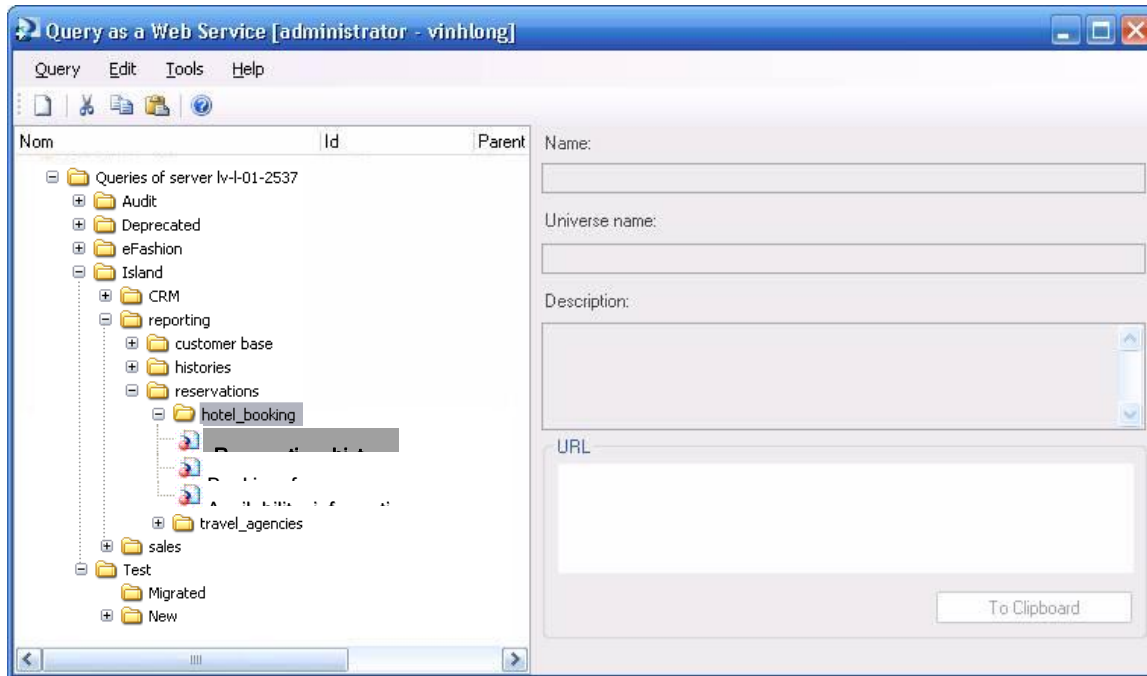 Query as a Web Service [administrator - vinhlong]
Query Edit Tools Help
Nom Id Parent
Queries of server lv-l-01-2537
Audit
Deprecated
eFashion
Island
CRM
reporting
customer base
histories
reservations
hotel_booking
travel_agencies
sales
Test
Migrated
New
Name:
Universe name:
Description:
URL
To Clipboard